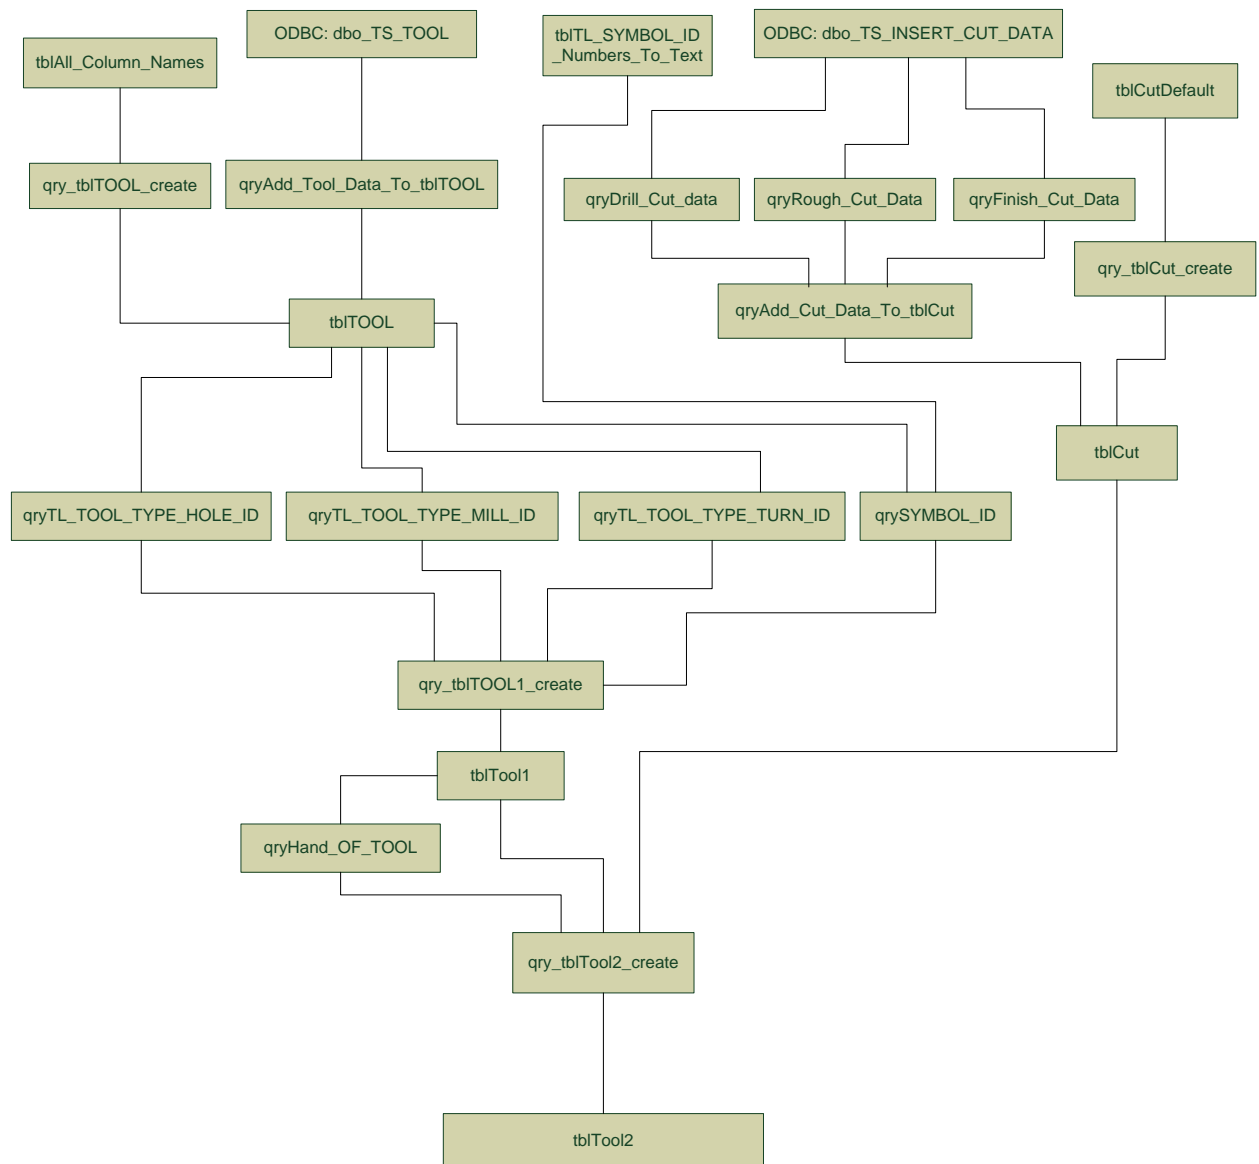 ODBC: dbo_TS_TOOL
tblTL_SYMBOL_ID
_Numbers_To_Text
ODBC: dbo_TS_INSERT_CUT_DATA
tblAll_Column_Names
tblCutDefault
qry_tblTOOL_create
qryAdd_Tool_Data_To_tblTOOL
qryDrill_Cut_data
qryRough_Cut_Data
qryFinish_Cut_Data
qry_tblCut_create
qryAdd_Cut_Data_To_tblCut
tblTOOL
tblCut
qryTL_TOOL_TYPE_HOLE_ID
qryTL_TOOL_TYPE_MILL_ID
qryTL_TOOL_TYPE_TURN_ID
qrySYMBOL_ID
qry_tblTOOL1_create
tblTool1
qryHand_OF_TOOL
qry_tblTool2_create
tblTool2